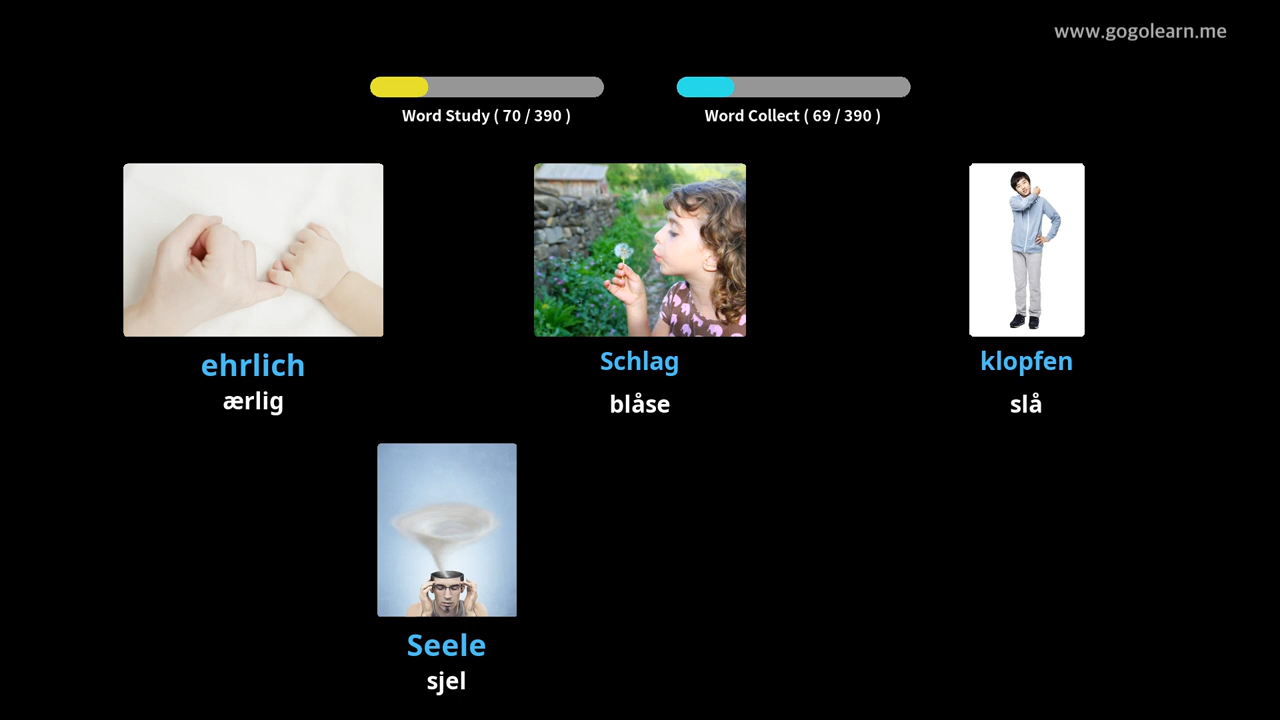 www.gogolearn.me
Word Study ( 70 / 390 )
Word Collect ( 69 / 390 )
ehrlich
ærlig
Schlag
blåse
klopfen
slå
Seele
sjel